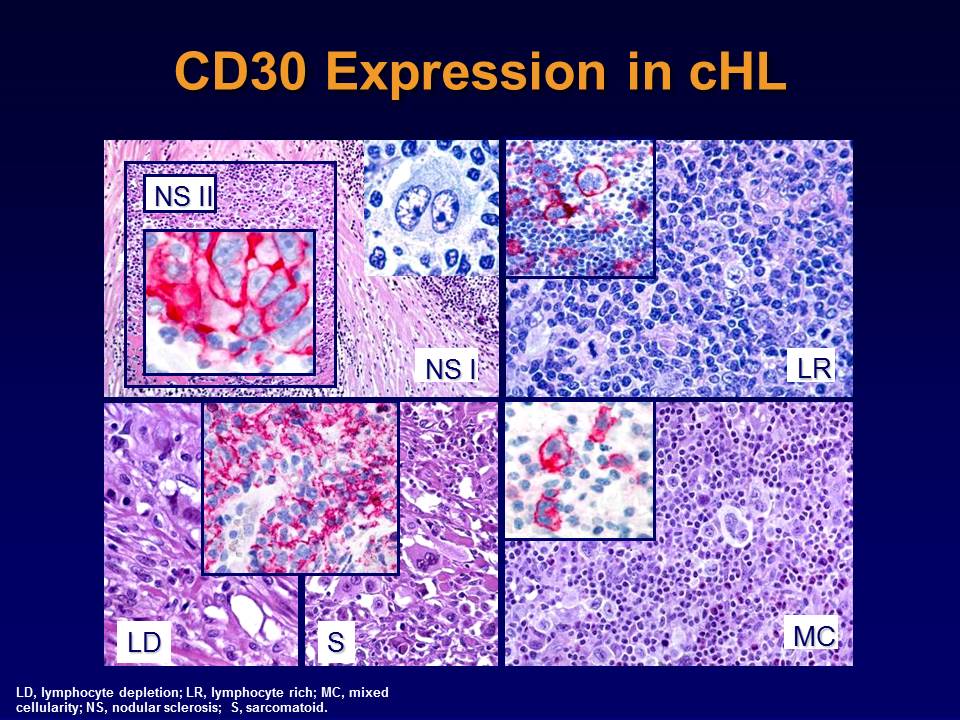 CD30 Expression in cHL
NS II
NS I
LR
LD
S
MC
LD, lymphocyte depletion; LR, lymphocyte rich; MC, mixed
cellularity; NS, nodular sclerosis; S, sarcomatoid.